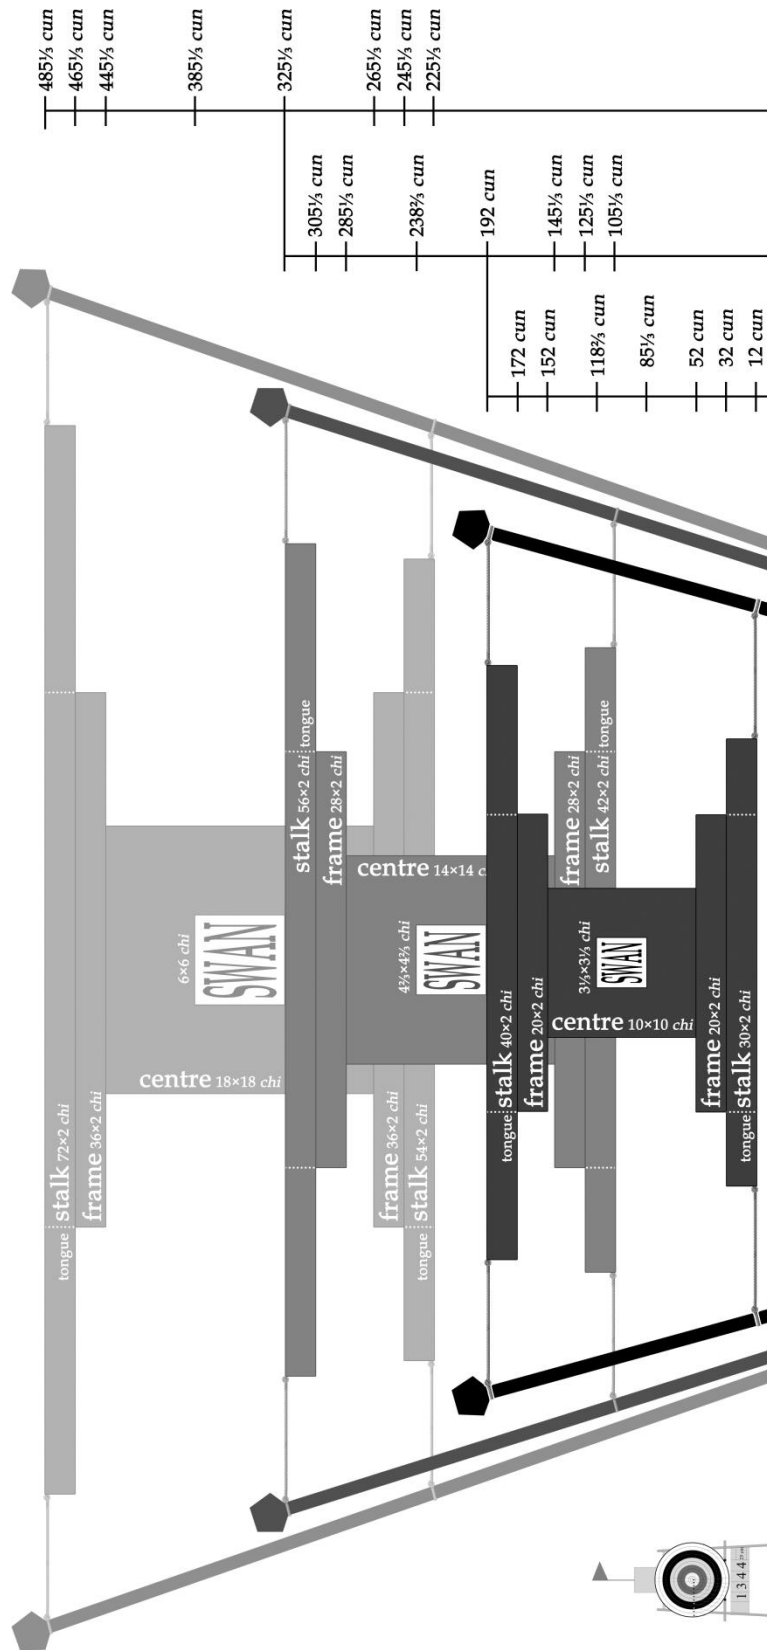 485⅓ cun
465⅓ cun
445⅓ cun
385⅓ cun
325⅓ cun
265⅓ cun
245⅓ cun
225⅓ cun
305⅓ cun
285⅓ cun
238⅔ cun
192 cun
145⅓ cun
125⅓ cun
105⅓ cun
172 cun
152 cun
118⅔ cun
85⅓ cun
52 cun
32 cun
12 cun
tongue stalk 72×2 chi
frame 36×2 chi
centre 18×18 chi
6×6 chi
SWAN
frame 36×2 chi
tongue stalk 54×2 chi
stalk 56×2 chi tongue
frame 28×2 chi
centre 14×14
4⅔×4⅔ chi
SWAN
frame 28×2 chi
stalk 42×2 chi tongue
tongue stalk 40×2 chi
frame 20×2 chi
centre 10×10 chi
3⅓×3⅓ chi
SWAN
frame 20×2 chi
tongue stalk 30×2 chi
1 3 4 4